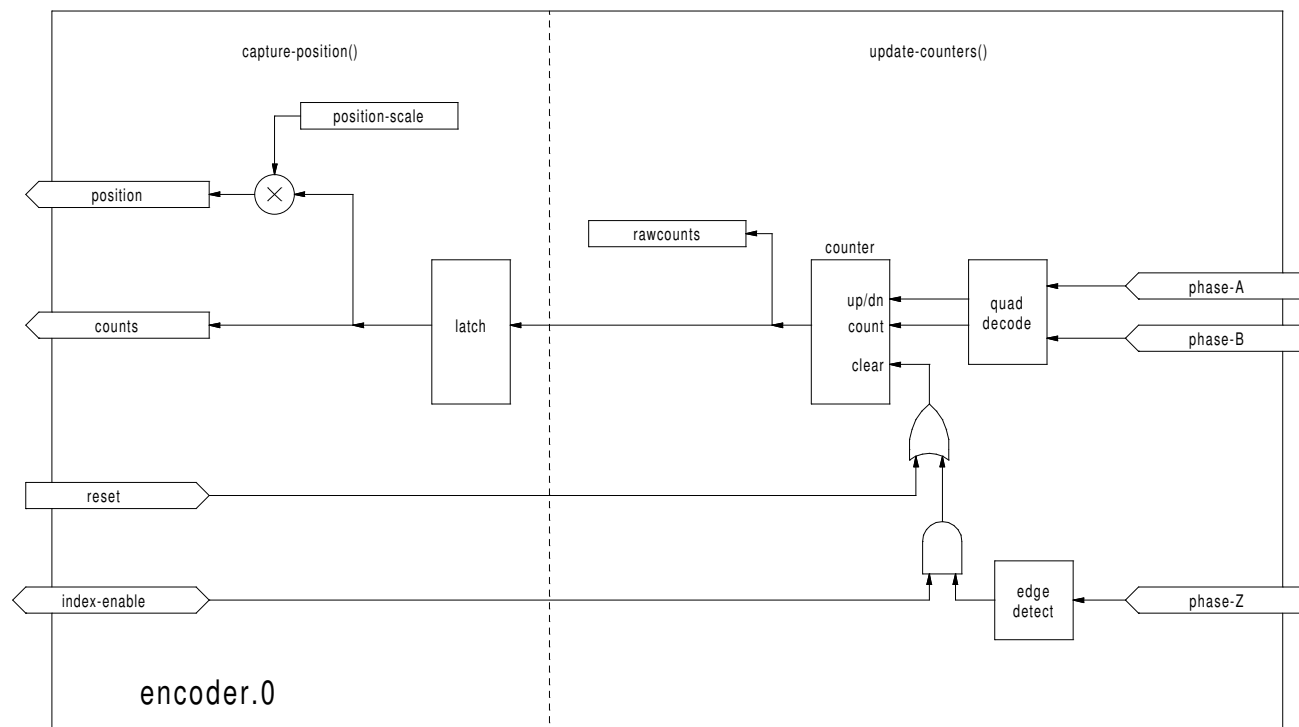 capture-position()
update-counters()
position-scale
position
rawcounts
counter
up/dn
count
clear
quad
decode
phase-A
phase-B
counts
latch
reset
index-enable
edge
detect
phase-Z
encoder.0